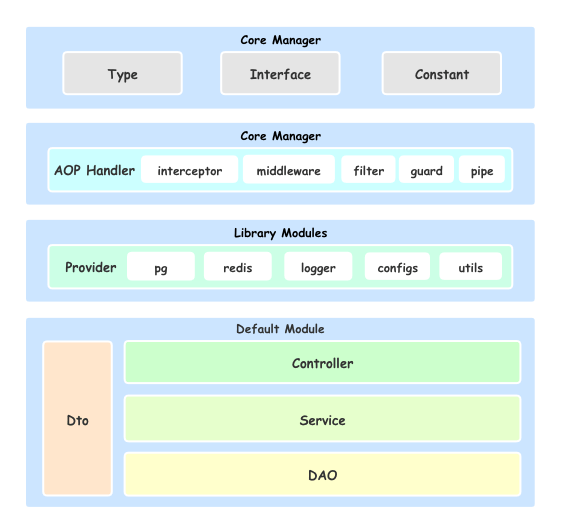 Core Manager
Type Interface Constant
Core Manager
AOP Handler interceptor middleware filter guard pipe
Library Modules
Provider pg redis logger configs utils
Default Module
Controller
Dto Service
DAO